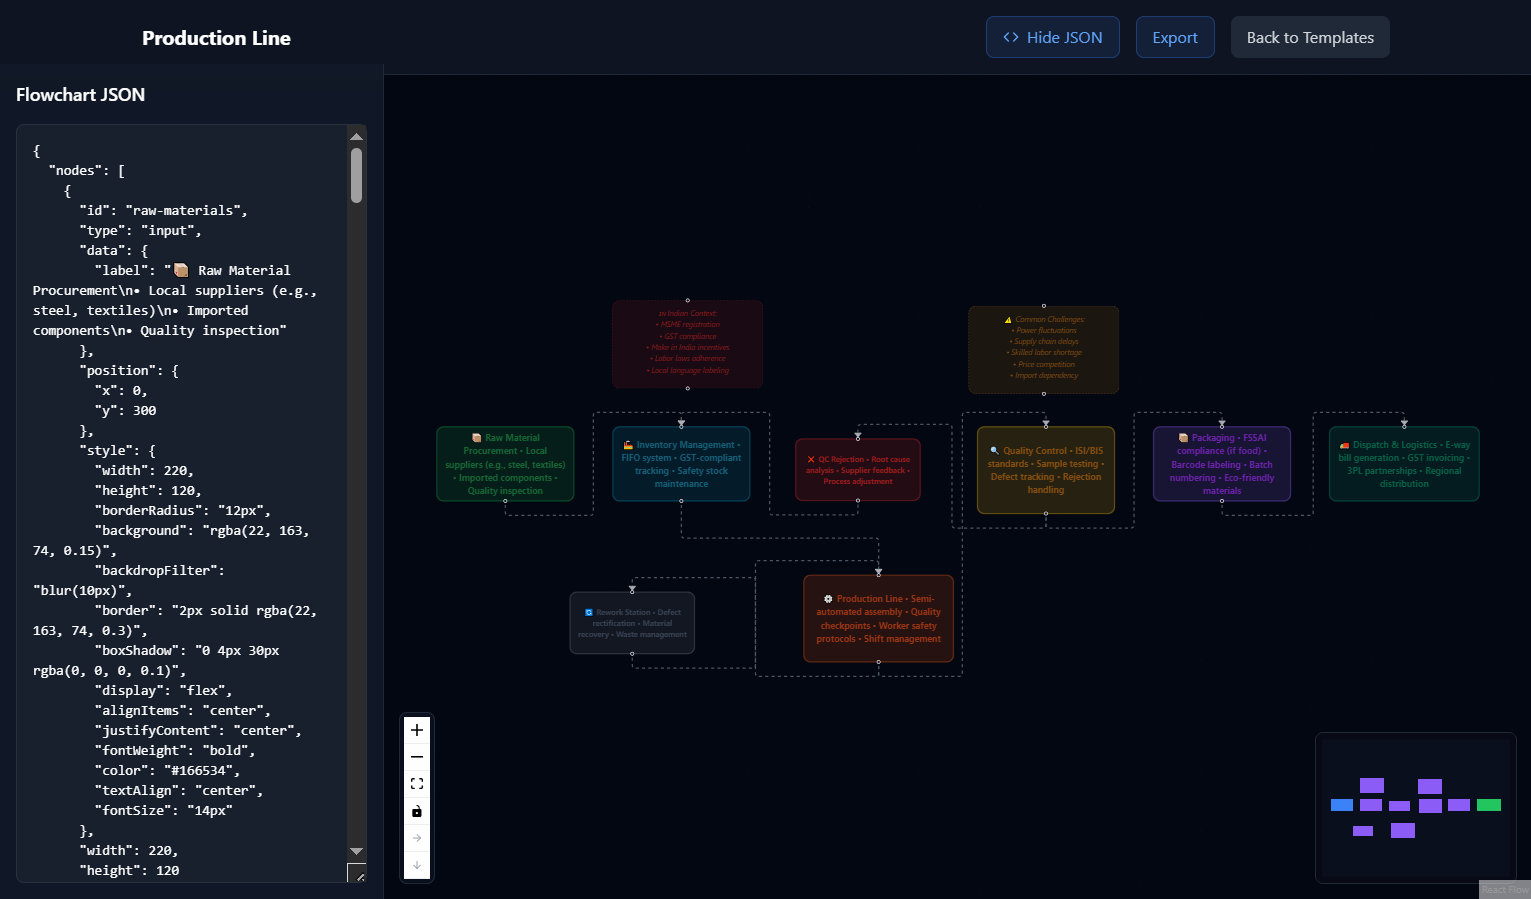 Production Line
<> Hide JSON
Export
Back to Templates
Flowchart JSON
{
"nodes": [
{
"id": "raw-materials",
"type": "input",
"data": {
"label": "📦 Raw Material
Procurement\n• Local suppliers (e.g.,
steel, textiles)\n• Imported
components\n• Quality inspection"
},
"position": {
"x": 0,
"y": 300
},
"style": {
"width": 220,
"height": 120,
"borderRadius": "12px",
"background": "rgba(22, 163,
74, 0.15)",
"backdropFilter":
"blur(10px)",
"border": "2px solid rgba(22,
163, 74, 0.3)",
"boxShadow": "0 4px 30px
rgba(0, 0, 0, 0.1)",
"display": "flex",
"alignItems": "center",
"justifyContent": "center",
"fontWeight": "bold",
"color": "#166534",
"textAlign": "center",
"fontSize": "14px"
},
"width": 220,
"height": 120
IN Indian Context:
• MSME registration
• GST compliance
• Make in India incentives
• Labor laws adherence
• Local language labeling
⚠️ Common Challenges:
• Power fluctuations
• Supply chain delays
• Skilled labor shortage
• Price competition
• Import dependency
📦 Raw Material
Procurement • Local
suppliers (e.g., steel, textiles)
• Imported components •
Quality inspection
🏭 Inventory Management •
FIFO system • GST-compliant
tracking • Safety stock
maintenance
❌ QC Rejection • Root cause
analysis • Supplier feedback •
Process adjustment
🔍 Quality Control • ISI/BIS
standards • Sample testing •
Defect tracking • Rejection
handling
📦 Packaging • FSSAI
compliance (if food) •
Barcode labeling • Batch
numbering • Eco-friendly
materials
🚚 Dispatch & Logistics • E-way
bill generation • GST invoicing •
3PL partnerships • Regional
distribution
🔄 Rework Station • Defect
rectification • Material
recovery • Waste management
⚙️ Production Line • Semi-
automated assembly • Quality
checkpoints • Worker safety
protocols • Shift management
React Flow